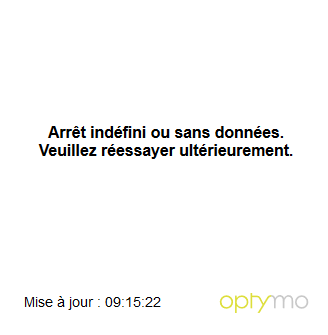 Arrêt indéfini ou sans données.
Veuillez réessayer ultérieurement.
Mise à jour : 09:15:22
optymo